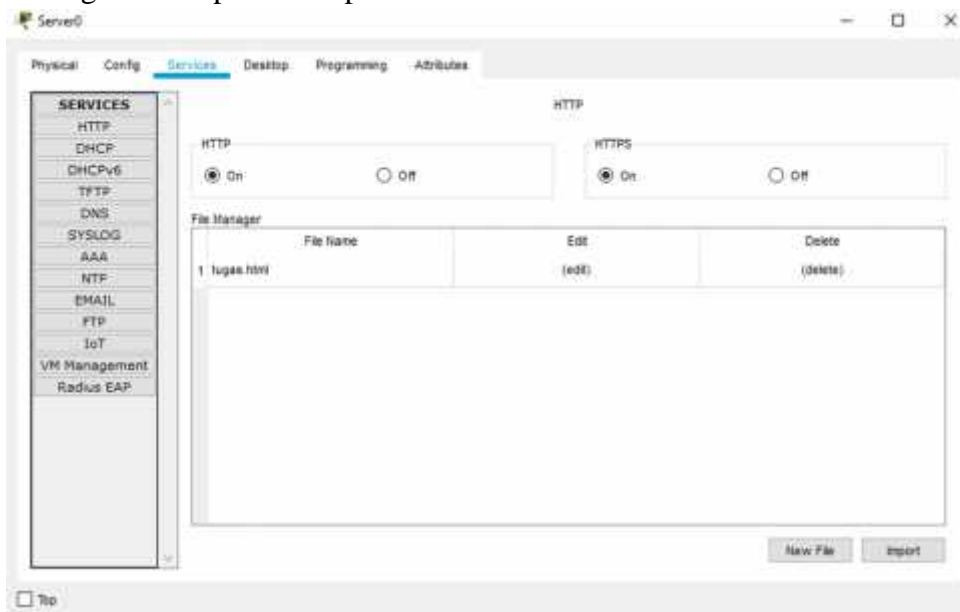 Server0
Physical Config Services Desktop Programming Attributes
SERVICES
HTTP
DHCP
DHCPv6
TFTP
DNS
SYSLOG
AAA
NTP
EMAIL
FTP
IoT
VM Management
Radius EAP
HTTP
HTTP
On Off
HTTPS
On Off
File Manager
File Name Edit Delete
1 tugas.html (edit) (delete)
New File Import
Top